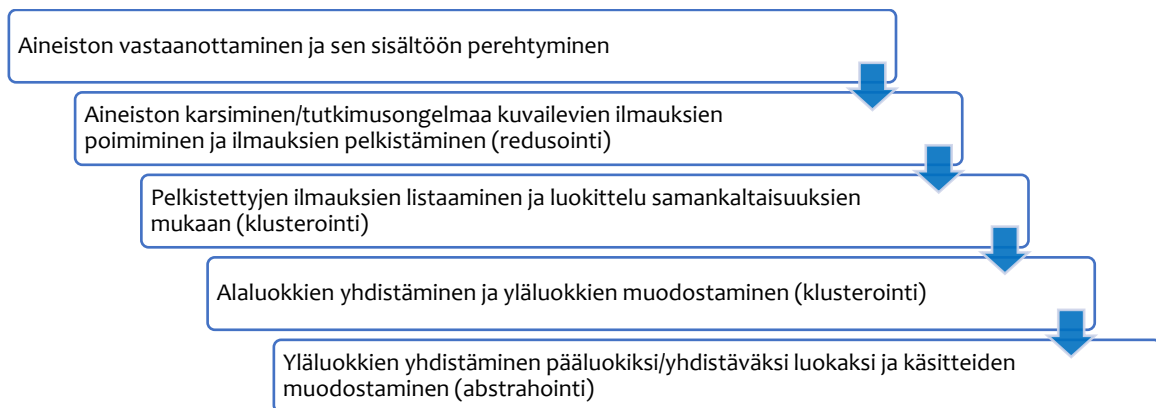 Aineiston vastaanottaminen ja sen sisältöön perehtyminen
Aineiston karsiminen/tutkimusongelmaa kuvailevien ilmauksien
poimiminen ja ilmauksien pelkistäminen (redusointi)
Pelkistettyjen ilmauksien listaaminen ja luokittelu samankaltaisuuksien
mukaan (klusterointi)
Alaluokkien yhdistäminen ja yläluokkien muodostaminen (klusterointi)
Yläluokkien yhdistäminen pääluokiksi/yhdistäväksi luokaksi ja käsitteiden
muodostaminen (abstrahointi)